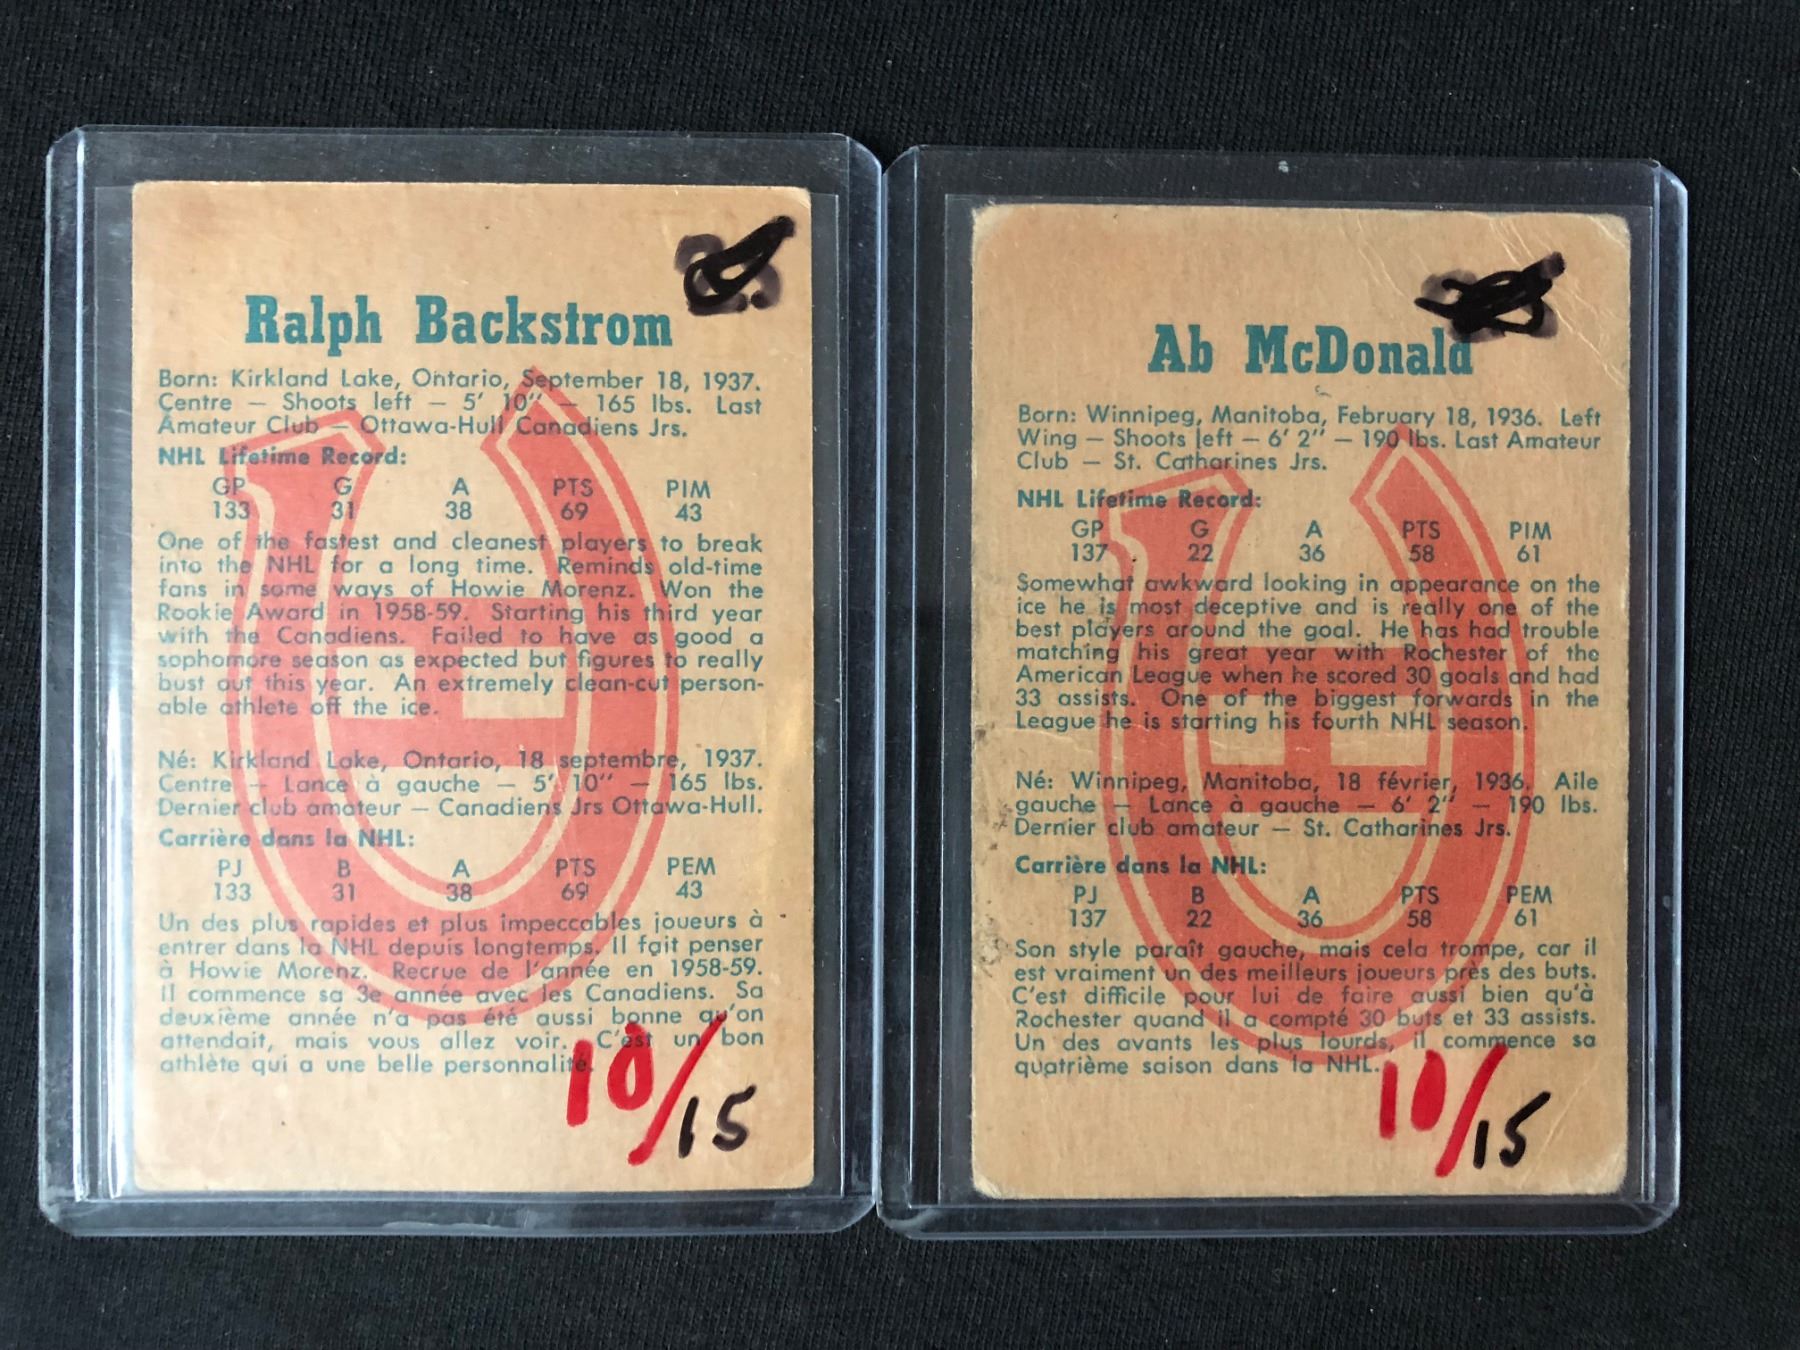 Ralph Backstrom
Born: Kirkland Lake, Ontario, September 18, 1937.
Centre — Shoots left — 5' 10" — 165 lbs. Last
Amateur Club — Ottawa-Hull Canadiens Jrs.
NHL Lifetime Record:
GP G A PTS PIM
133 31 38 69 43
One of the fastest and cleanest players to break
into the NHL for a long time. Reminds old-time
fans in some ways of Howie Morenz. Won the
Rookie Award in 1958-59. Starting his third year
with the Canadiens. Failed to have as good a
sophomore season as expected but figures to really
bust out this year. An extremely clean-cut person-
able athlete off the ice.
Né: Kirkland Lake, Ontario, 18 septembre, 1937.
Centre — Lance à gauche — 5' 10" — 165 lbs.
Dernier club amateur — Canadiens Jrs Ottawa-Hull.
Carrière dans la NHL:
PJ B A PTS PEM
133 31 38 69 43
Un des plus rapides et plus impeccables joueurs à
entrer dans la NHL depuis longtemps. Il fait penser
à Howie Morenz. Recrue de l'année en 1958-59.
Il commence sa 3e année avec les Canadiens. Sa
deuxième année n'a pas été aussi bonne qu'on
attendait, mais vous allez voir. C'est un bon
athlète qui a une belle personnalité.
10/15
Ab McDonald
Born: Winnipeg, Manitoba, February 18, 1936. Left
Wing — Shoots left — 6' 2" — 190 lbs. Last Amateur
Club — St. Catharines Jrs.
NHL Lifetime Record:
GP G A PTS PIM
137 22 36 58 61
Somewhat awkward looking in appearance on the
ice he is most deceptive and is really one of the
best players around the goal. He has had trouble
matching his great year with Rochester of the
American League when he scored 30 goals and had
33 assists. One of the biggest forwards in the
League he is starting his fourth NHL season.
Né: Winnipeg, Manitoba, 18 février, 1936. Aile
gauche — Lance à gauche — 6' 2" — 190 lbs.
Dernier club amateur — St. Catharines Jrs.
Carrière dans la NHL:
PJ B A PTS PEM
137 22 36 58 61
Son style paraît gauche, mais cela trompe, car il
est vraiment un des meilleurs joueurs près des buts.
C'est difficile pour lui de faire aussi bien qu'à
Rochester quand il a compté 30 buts et 33 assists.
Un des avants les plus lourds, il commence sa
quatrième saison dans la NHL.
10/15